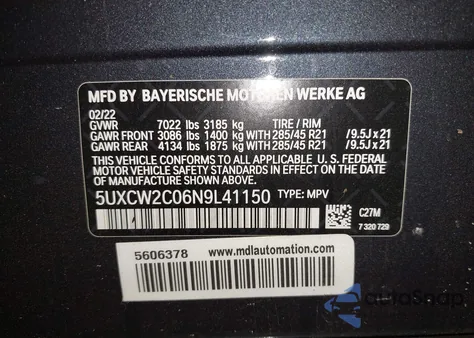 MFD BY BAYERISCHE MOTOREN WERKE AG
02/22
GVWR 7022 lbs 3185 kg TIRE / RIM
GAWR FRONT 3086 lbs 1400 kg WITH 285/45 R21 /9.5J x 21
GAWR REAR 4134 lbs 1875 kg WITH 285/45 R21 /9.5J x 21
THIS VEHICLE CONFORMS TO ALL APPLICABLE U.S. FEDERAL
MOTOR VEHICLE SAFETY STANDARDS IN EFFECT ON THE
DATE OF MANUFACTURE SHOWN ABOVE.
5UXCW2C06N9L41150 TYPE: MPV
C27M
7 320 729
5606378 www.mdlautomation.com
autoSnap